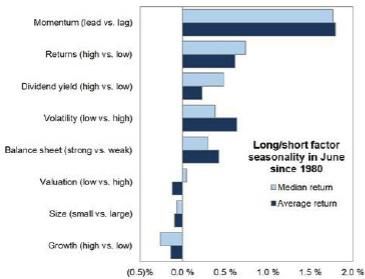 Momentum (lead vs. lag)
Returns (high vs. low)
Dividend yield (high vs. low)
Volatility (low vs. high)
Balance sheet (strong vs. weak)
Valuation (low vs. high)
Size (small vs. large)
Growth (high vs. low)
Long/short factor
seasonality in June
since 1980
Median return
Average return
(0.5)% 0.0 % 0.5 % 1.0 % 1.5 % 2.0 %